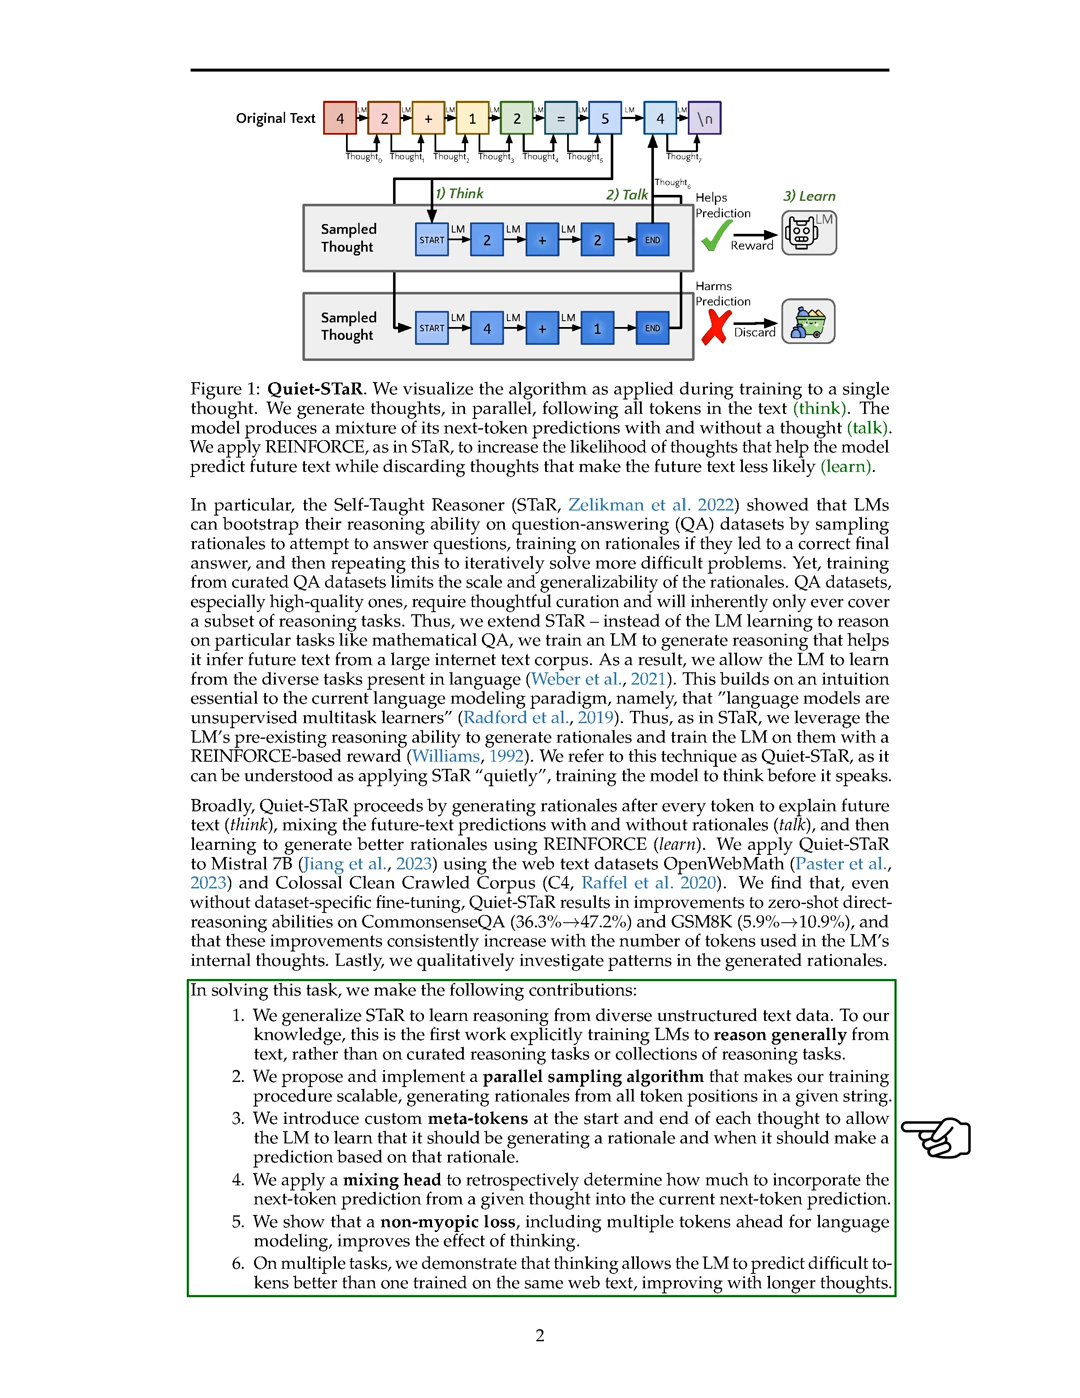 Original Text 4 LM 2 LM + LM 1 LM 2 LM = LM 5 LM 4 LM \n
Thought0 Thought1 Thought2 Thought3 Thought4 Thought5 Thought7
Thought6
1) Think 2) Talk Helps Prediction 3) Learn
Sampled Thought START LM 2 LM + LM 2 END Reward LM
Harms Prediction
Sampled Thought START LM 4 LM + LM 1 END Discard
Figure 1: Quiet-STaR. We visualize the algorithm as applied during training to a single
thought. We generate thoughts, in parallel, following all tokens in the text (think). The
model produces a mixture of its next-token predictions with and without a thought (talk).
We apply REINFORCE, as in STaR, to increase the likelihood of thoughts that help the model
predict future text while discarding thoughts that make the future text less likely (learn).
In particular, the Self-Taught Reasoner (STaR, Zelikman et al. 2022) showed that LMs
can bootstrap their reasoning ability on question-answering (QA) datasets by sampling
rationales to attempt to answer questions, training on rationales if they led to a correct final
answer, and then repeating this to iteratively solve more difficult problems. Yet, training
from curated QA datasets limits the scale and generalizability of the rationales. QA datasets,
especially high-quality ones, require thoughtful curation and will inherently only ever cover
a subset of reasoning tasks. Thus, we extend STaR – instead of the LM learning to reason
on particular tasks like mathematical QA, we train an LM to generate reasoning that helps
it infer future text from a large internet text corpus. As a result, we allow the LM to learn
from the diverse tasks present in language (Weber et al., 2021). This builds on an intuition
essential to the current language modeling paradigm, namely, that ”language models are
unsupervised multitask learners” (Radford et al., 2019). Thus, as in STaR, we leverage the
LM’s pre-existing reasoning ability to generate rationales and train the LM on them with a
REINFORCE-based reward (Williams, 1992). We refer to this technique as Quiet-STaR, as it
can be understood as applying STaR “quietly”, training the model to think before it speaks.
Broadly, Quiet-STaR proceeds by generating rationales after every token to explain future
text (think), mixing the future-text predictions with and without rationales (talk), and then
learning to generate better rationales using REINFORCE (learn). We apply Quiet-STaR
to Mistral 7B (Jiang et al., 2023) using the web text datasets OpenWebMath (Paster et al.,
2023) and Colossal Clean Crawled Corpus (C4, Raffel et al. 2020). We find that, even
without dataset-specific fine-tuning, Quiet-STaR results in improvements to zero-shot direct-
reasoning abilities on CommonsenseQA (36.3%→47.2%) and GSM8K (5.9%→10.9%), and
that these improvements consistently increase with the number of tokens used in the LM’s
internal thoughts. Lastly, we qualitatively investigate patterns in the generated rationales.
In solving this task, we make the following contributions:
1. We generalize STaR to learn reasoning from diverse unstructured text data. To our
knowledge, this is the first work explicitly training LMs to reason generally from
text, rather than on curated reasoning tasks or collections of reasoning tasks.
2. We propose and implement a parallel sampling algorithm that makes our training
procedure scalable, generating rationales from all token positions in a given string.
3. We introduce custom meta-tokens at the start and end of each thought to allow
the LM to learn that it should be generating a rationale and when it should make a
prediction based on that rationale.
4. We apply a mixing head to retrospectively determine how much to incorporate the
next-token prediction from a given thought into the current next-token prediction.
5. We show that a non-myopic loss, including multiple tokens ahead for language
modeling, improves the effect of thinking.
6. On multiple tasks, we demonstrate that thinking allows the LM to predict difficult to-
kens better than one trained on the same web text, improving with longer thoughts.
2